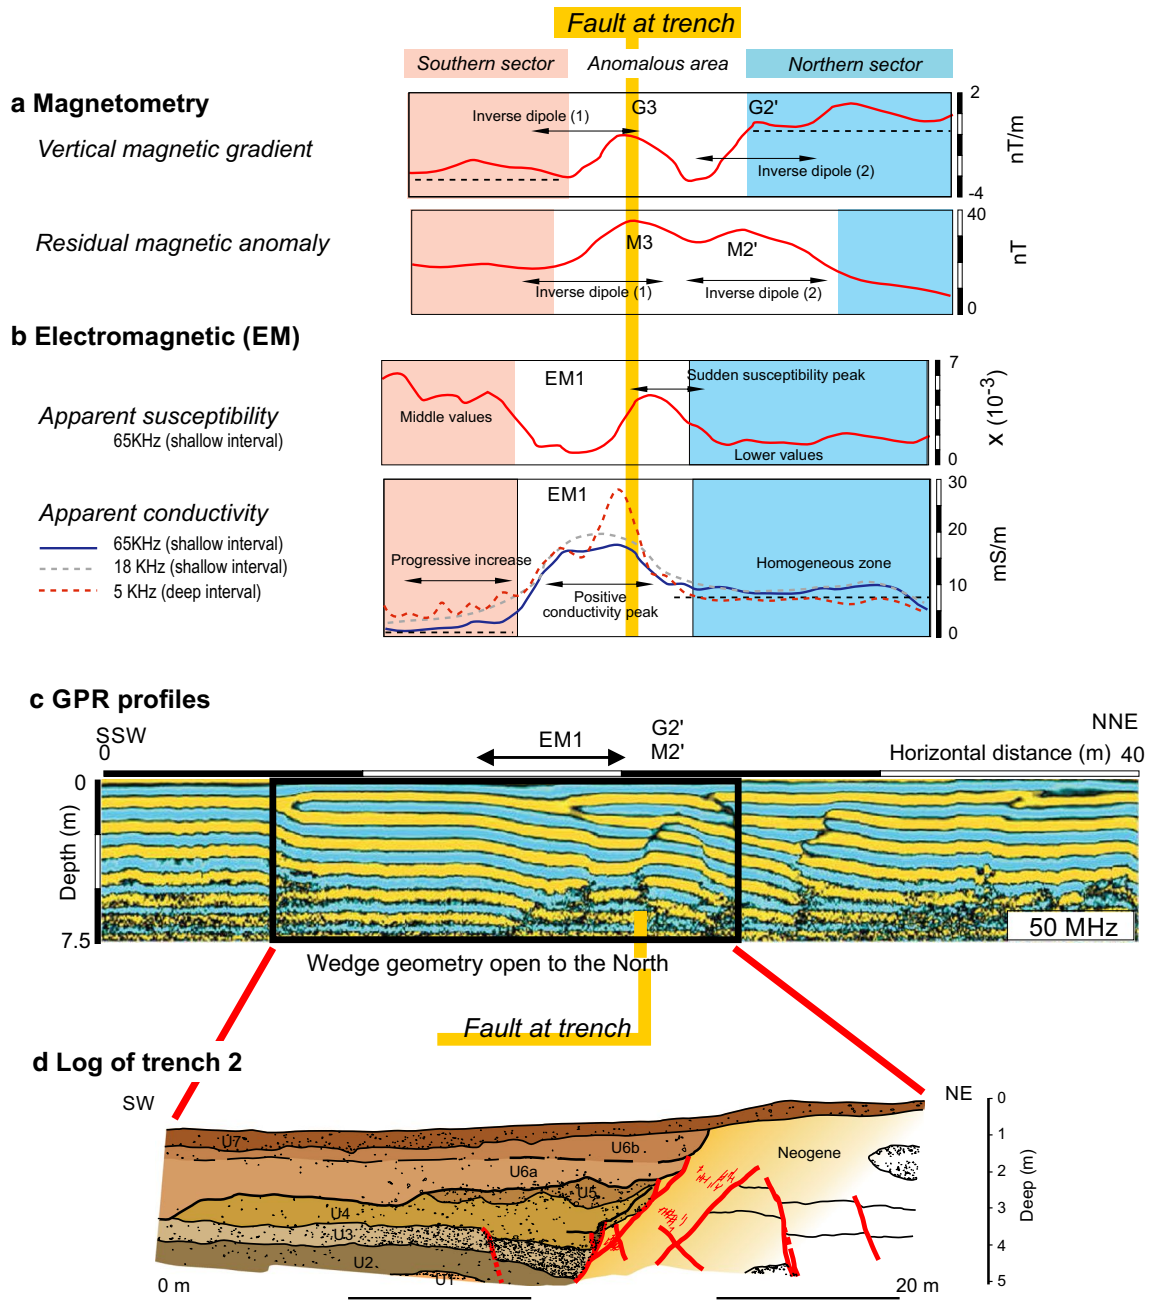 Fault at trench
Southern sector
Anomalous area
Northern sector
a Magnetometry
Vertical magnetic gradient
Inverse dipole (1)
G3
G2'
Inverse dipole (2)
2
-4
nT/m
Residual magnetic anomaly
M3
M2'
Inverse dipole (1)
Inverse dipole (2)
40
0
nT
b Electromagnetic (EM)
Apparent susceptibility
65KHz (shallow interval)
EM1
Sudden susceptibility peak
Middle values
Lower values
7
0
x (10-3)
Apparent conductivity
65KHz (shallow interval)
18 KHz (shallow interval)
5 KHz (deep interval)
EM1
Progressive increase
Homogeneous zone
Positive
conductivity peak
30
20
10
0
mS/m
c GPR profiles
SSW
NNE
0
EM1
G2'
M2'
Horizontal distance (m) 40
0
Depth (m)
7.5
50 MHz
Wedge geometry open to the North
Fault at trench
d Log of trench 2
SW
NE
U7
U6b
U6a
U5
U4
U3
U2
U1
Neogene
0
1
2
3
4
5
Deep (m)
0 m
20 m